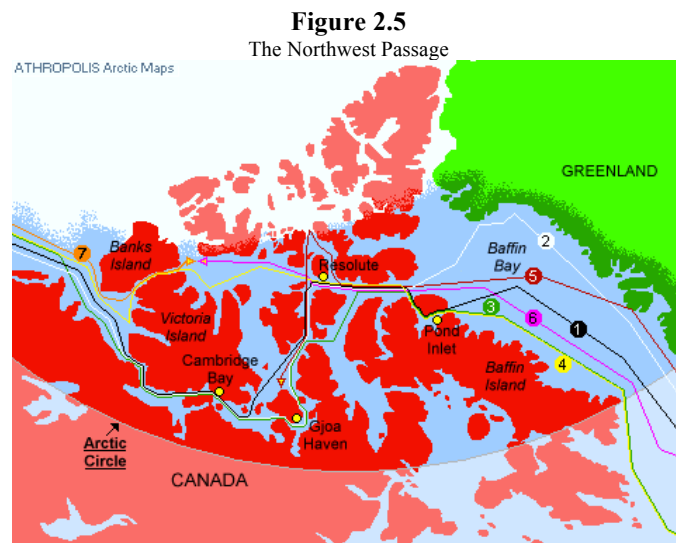 Figure 2.5
The Northwest Passage
ATHROPOLIS Arctic Maps
GREENLAND
2
7
Banks
Island
Baffin
Bay
Resolute
5
3
6
1
Victoria
Island
Pond
Inlet
4
Cambridge
Bay
Baffin
Island
Gjoa
Haven
Arctic
Circle
CANADA